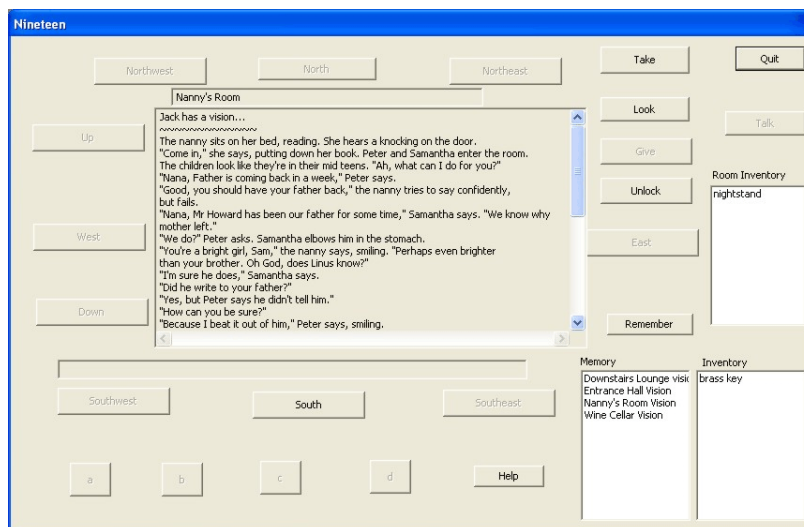 Nineteen
Northwest
North
Northeast
Take
Quit
Nanny's Room
Up
Jack has a vision...
~~~~~~~~~~~~~~~~
The nanny sits on her bed, reading. She hears a knocking on the door.
"Come in," she says, putting down her book. Peter and Samantha enter the room.
The children look like they're in their mid teens. "Ah, what can I do for you?"
"Nana, Father is coming back in a week," Peter says.
"Good, you should have your father back," the nanny tries to say confidently,
but fails.
"Nana, Mr Howard has been our father for some time," Samantha says. "We know why
mother left."
"We do?" Peter asks. Samantha elbows him in the stomach.
"You're a bright girl, Sam," the nanny says, smiling. "Perhaps even brighter
than your brother. Oh God, does Linus know?"
"I'm sure he does," Samantha says.
"Did he write to your father?"
"Yes, but Peter says he didn't tell him."
"How can you be sure?"
"Because I beat it out of him," Peter says, smiling.
Look
Talk
Give
Room Inventory
Unlock
nightstand
West
East
Down
Remember
Memory
Inventory
Downstairs Lounge visic
brass key
Entrance Hall Vision
Nanny's Room Vision
Wine Cellar Vision
Southwest
South
Southeast
a
b
c
d
Help